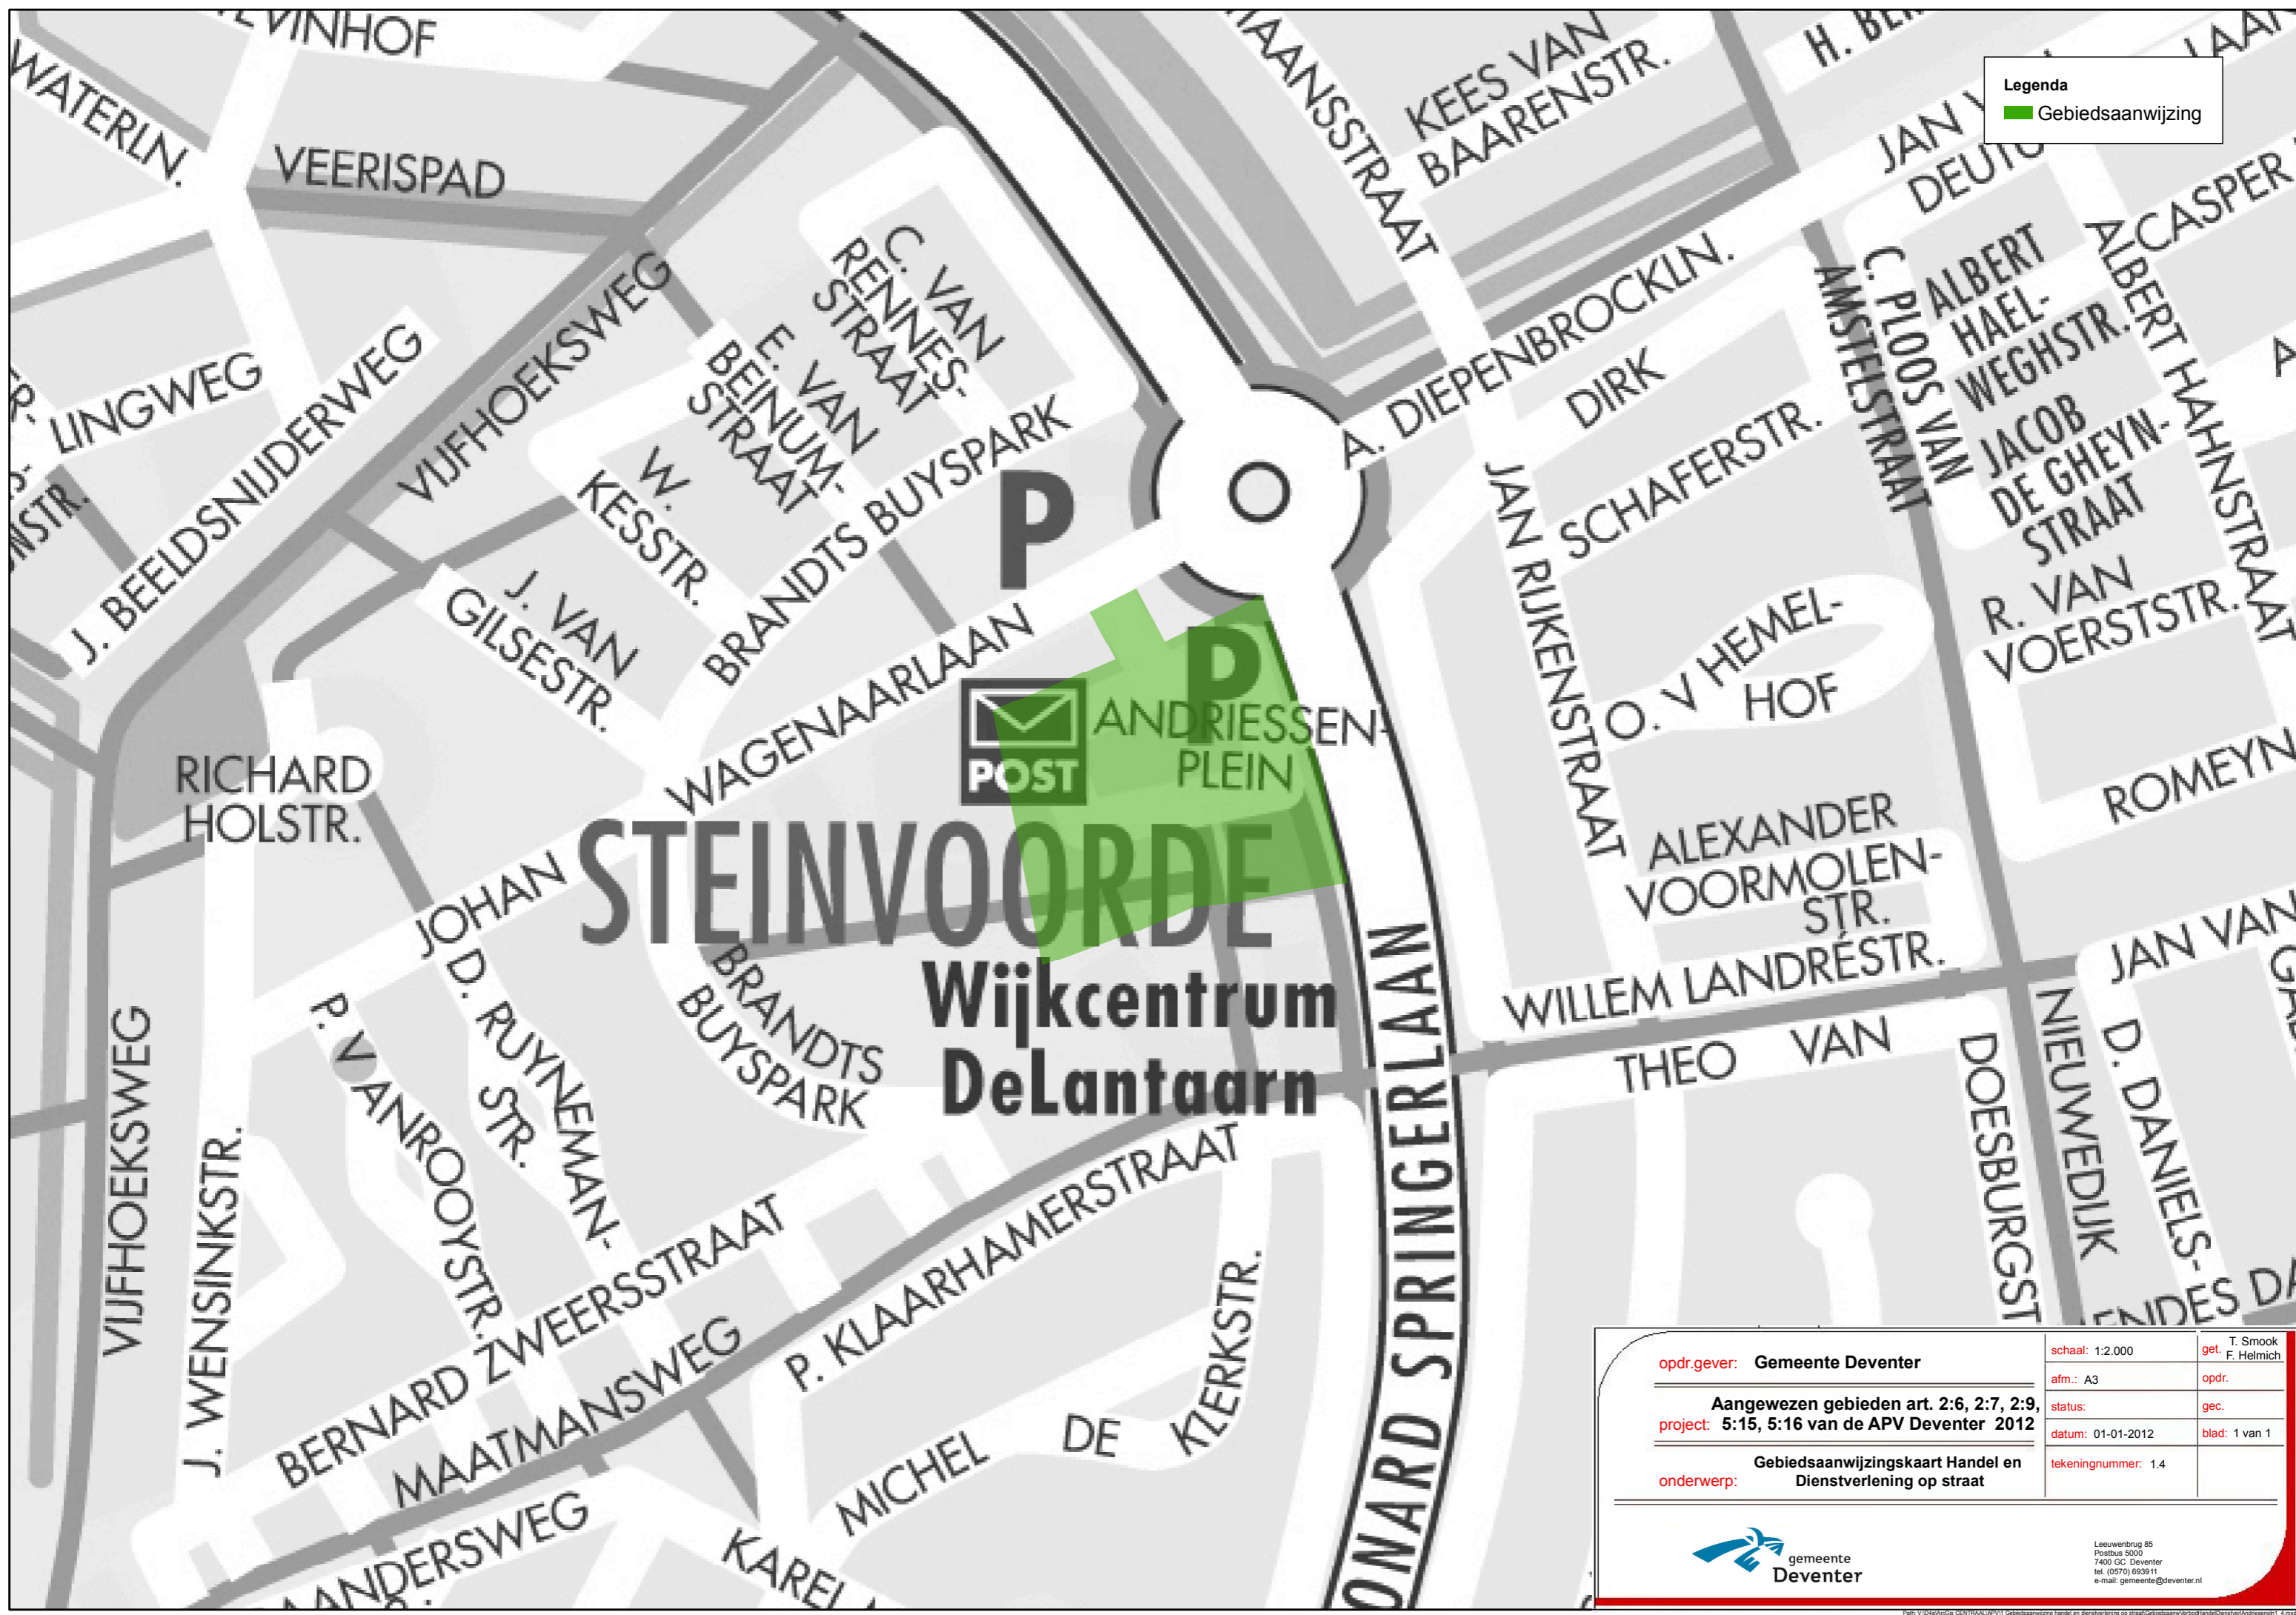 WATERLN.
VEERISPAD
KEES VAN
BAARENSTR.
Legenda
Gebiedsaanwijzing
CASPER
LINGWEG
J. BEELDSNIJDERWEG
VIJFHOEKSWEG
C. VAN
RENNES-
STRAAT
E. VAN
BEINUM-
STRAAT
W.
KESSTR.
BRANDTS BUYSPARK
J. VAN
GILSESTR.
P
A. DIEPENBROCKLN.
DIRK
SCHAFERSTR.
JAN RIJKENSTRAAT
AMSTELSTRAAT
C. PLOOS VAN
ALBERT
HAEL-
WEGHSTR.
JACOB
DE GHEYN-
STRAAT
ALBERT HAHNSTRAAT
R. VAN
VOERSTSTR.
O. V HEMEL-
HOF
ROMEYN
P
ANDRIESSEN-
PLEIN
POST
RICHARD
HOLSTR.
JOHAN WAGENAARLAAN
STEINVOORDE
Wijkcentrum
DeLantaarn
ALEXANDER
VOORMOLEN-
STR.
WILLEM LANDRÉSTR.
THEO VAN
DOESBURGST
NIEUWEDIJK
JAN VAN
D. DANIELS-
BRANDTS
BUYSPARK
D. RUYNEMAN-
STR.
P. V ANROOYSTR.
VIJFHOEKSWEG
J. WENSINKSTR.
BERNARD ZWEERSSTRAAT
MAATMANSWEG
P. KLAARHAMERSTRAAT
MICHEL DE KLERKSTR.
KAREL
ONARD SPRINGERLAAN
opdr.gever: Gemeente Deventer
project: Aangewezen gebieden art. 2:6, 2:7, 2:9,
5:15, 5:16 van de APV Deventer 2012
onderwerp: Gebiedsaanwijzingskaart Handel en
Dienstverlening op straat
schaal: 1:2.000
get. T. Smook
F. Helmich
afm.: A3
opdr.
status:
gec.
datum: 01-01-2012
blad: 1 van 1
tekeningnummer: 1.4
gemeente
Deventer
Leeuwenbrug 85
Postbus 5000
7400 GC Deventer
tel. (0570) 693911
e-mail: gemeente@deventer.nl